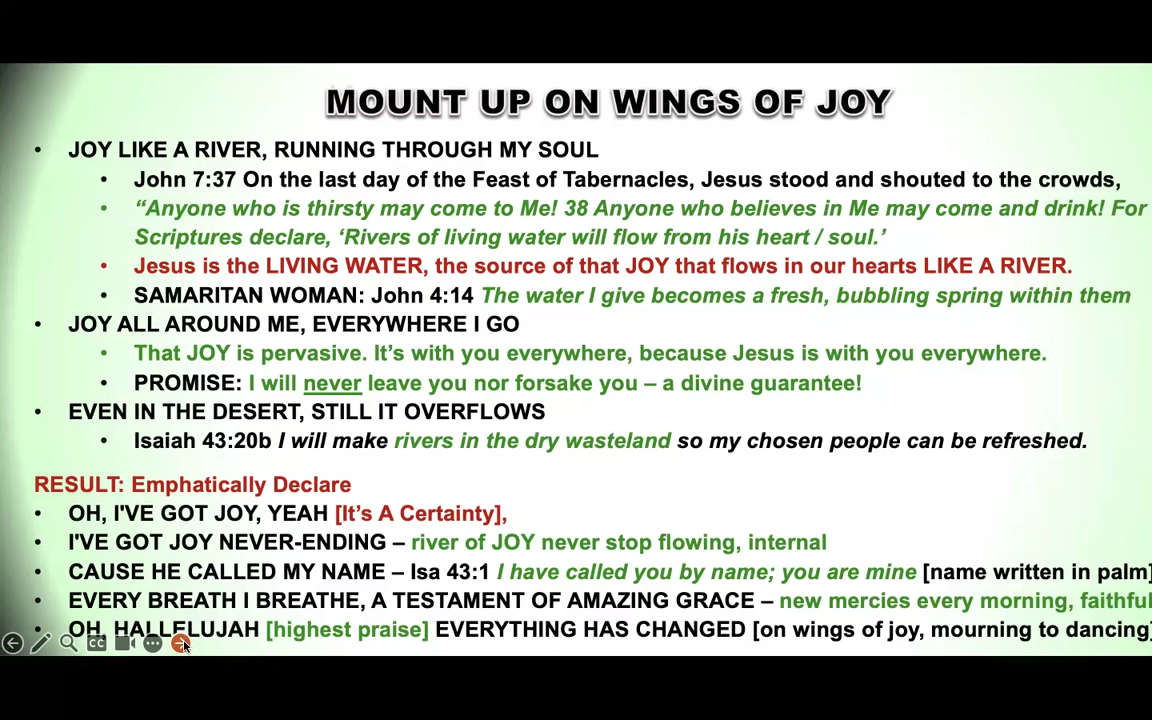 MOUNT UP ON WINGS OF JOY
• JOY LIKE A RIVER, RUNNING THROUGH MY SOUL
• John 7:37 On the last day of the Feast of Tabernacles, Jesus stood and shouted to the crowds,
• “Anyone who is thirsty may come to Me! 38 Anyone who believes in Me may come and drink! For
Scriptures declare, ‘Rivers of living water will flow from his heart / soul.’
• Jesus is the LIVING WATER, the source of that JOY that flows in our hearts LIKE A RIVER.
• SAMARITAN WOMAN: John 4:14 The water I give becomes a fresh, bubbling spring within them
• JOY ALL AROUND ME, EVERYWHERE I GO
• That JOY is pervasive. It’s with you everywhere, because Jesus is with you everywhere.
• PROMISE: I will never leave you nor forsake you – a divine guarantee!
• EVEN IN THE DESERT, STILL IT OVERFLOWS
• Isaiah 43:20b I will make rivers in the dry wasteland so my chosen people can be refreshed.
RESULT: Emphatically Declare
• OH, I'VE GOT JOY, YEAH [It’s A Certainty],
• I'VE GOT JOY NEVER-ENDING – river of JOY never stop flowing, internal
• CAUSE HE CALLED MY NAME – Isa 43:1 I have called you by name; you are mine [name written in palm]
• EVERY BREATH I BREATHE, A TESTAMENT OF AMAZING GRACE – new mercies every morning, faithful
• OH, HALLELUJAH [highest praise] EVERYTHING HAS CHANGED [on wings of joy, mourning to dancing]
CC